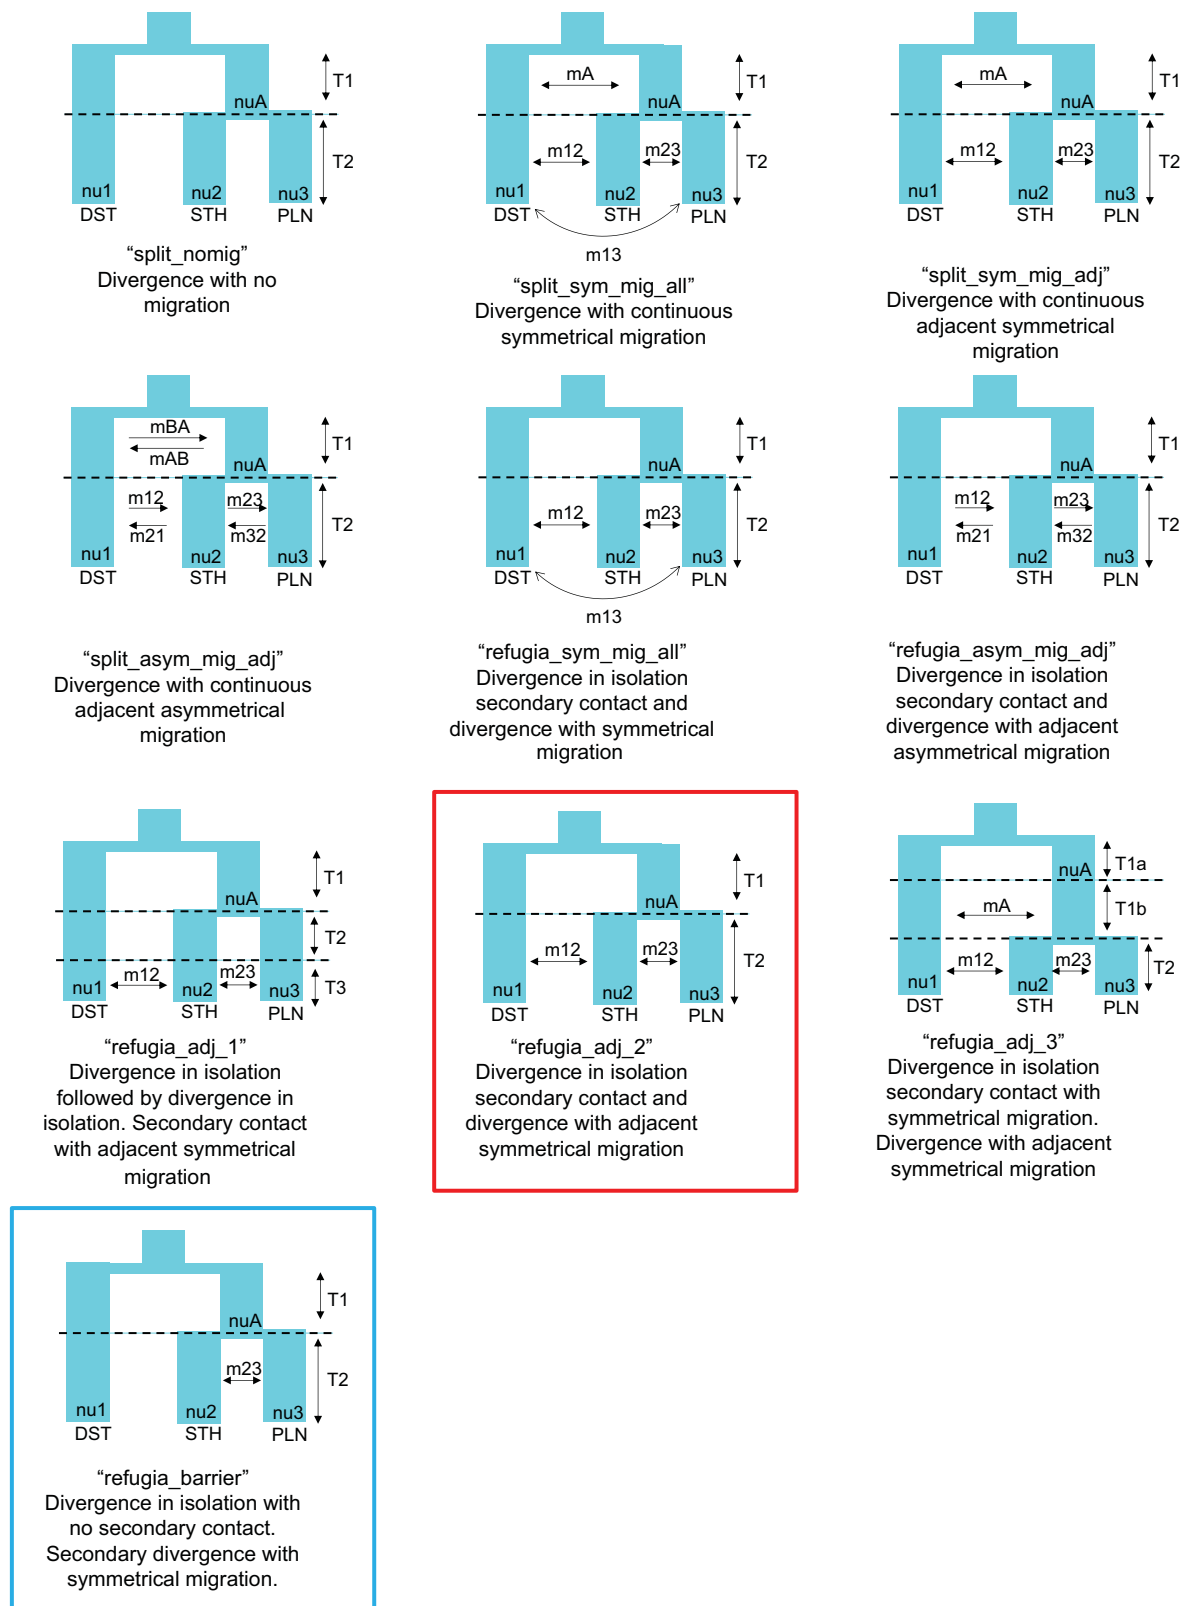 T1
nuA
T2
nu1
nu2
nu3
DST
STH
PLN
“split_nomig”
Divergence with no
migration
mA
T1
nuA
m12
m23
T2
nu1
nu2
nu3
DST
STH
PLN
m13
“split_sym_mig_all”
Divergence with continuous
symmetrical migration
mA
T1
nuA
m12
m23
T2
nu1
nu2
nu3
DST
STH
PLN
“split_sym_mig_adj”
Divergence with continuous
adjacent symmetrical
migration
mBA
mAB
T1
nuA
m12
m23
m21
m32
T2
nu1
nu2
nu3
DST
STH
PLN
“split_asym_mig_adj”
Divergence with continuous
adjacent asymmetrical
migration
T1
nuA
m12
m23
T2
nu1
nu2
nu3
DST
STH
PLN
m13
“refugia_sym_mig_all”
Divergence in isolation
secondary contact and
divergence with symmetrical
migration
T1
nuA
m12
m23
m21
m32
T2
nu1
nu2
nu3
DST
STH
PLN
“refugia_asym_mig_adj”
Divergence in isolation
secondary contact and
divergence with adjacent
asymmetrical migration
T1
nuA
T2
m12
m23
T3
nu1
nu2
nu3
DST
STH
PLN
“refugia_adj_1”
Divergence in isolation
followed by divergence in
isolation. Secondary contact
with adjacent symmetrical
migration
T1
nuA
m12
m23
T2
nu1
nu2
nu3
DST
STH
PLN
“refugia_adj_2”
Divergence in isolation
secondary contact and
divergence with adjacent
symmetrical migration
T1a
nuA
T1b
mA
m12
m23
T2
nu1
nu2
nu3
DST
STH
PLN
“refugia_adj_3”
Divergence in isolation
secondary contact with
symmetrical migration.
Divergence with adjacent
symmetrical migration
T1
nuA
m23
T2
nu1
nu2
nu3
DST
STH
PLN
“refugia_barrier”
Divergence in isolation with
no secondary contact.
Secondary divergence with
symmetrical migration.